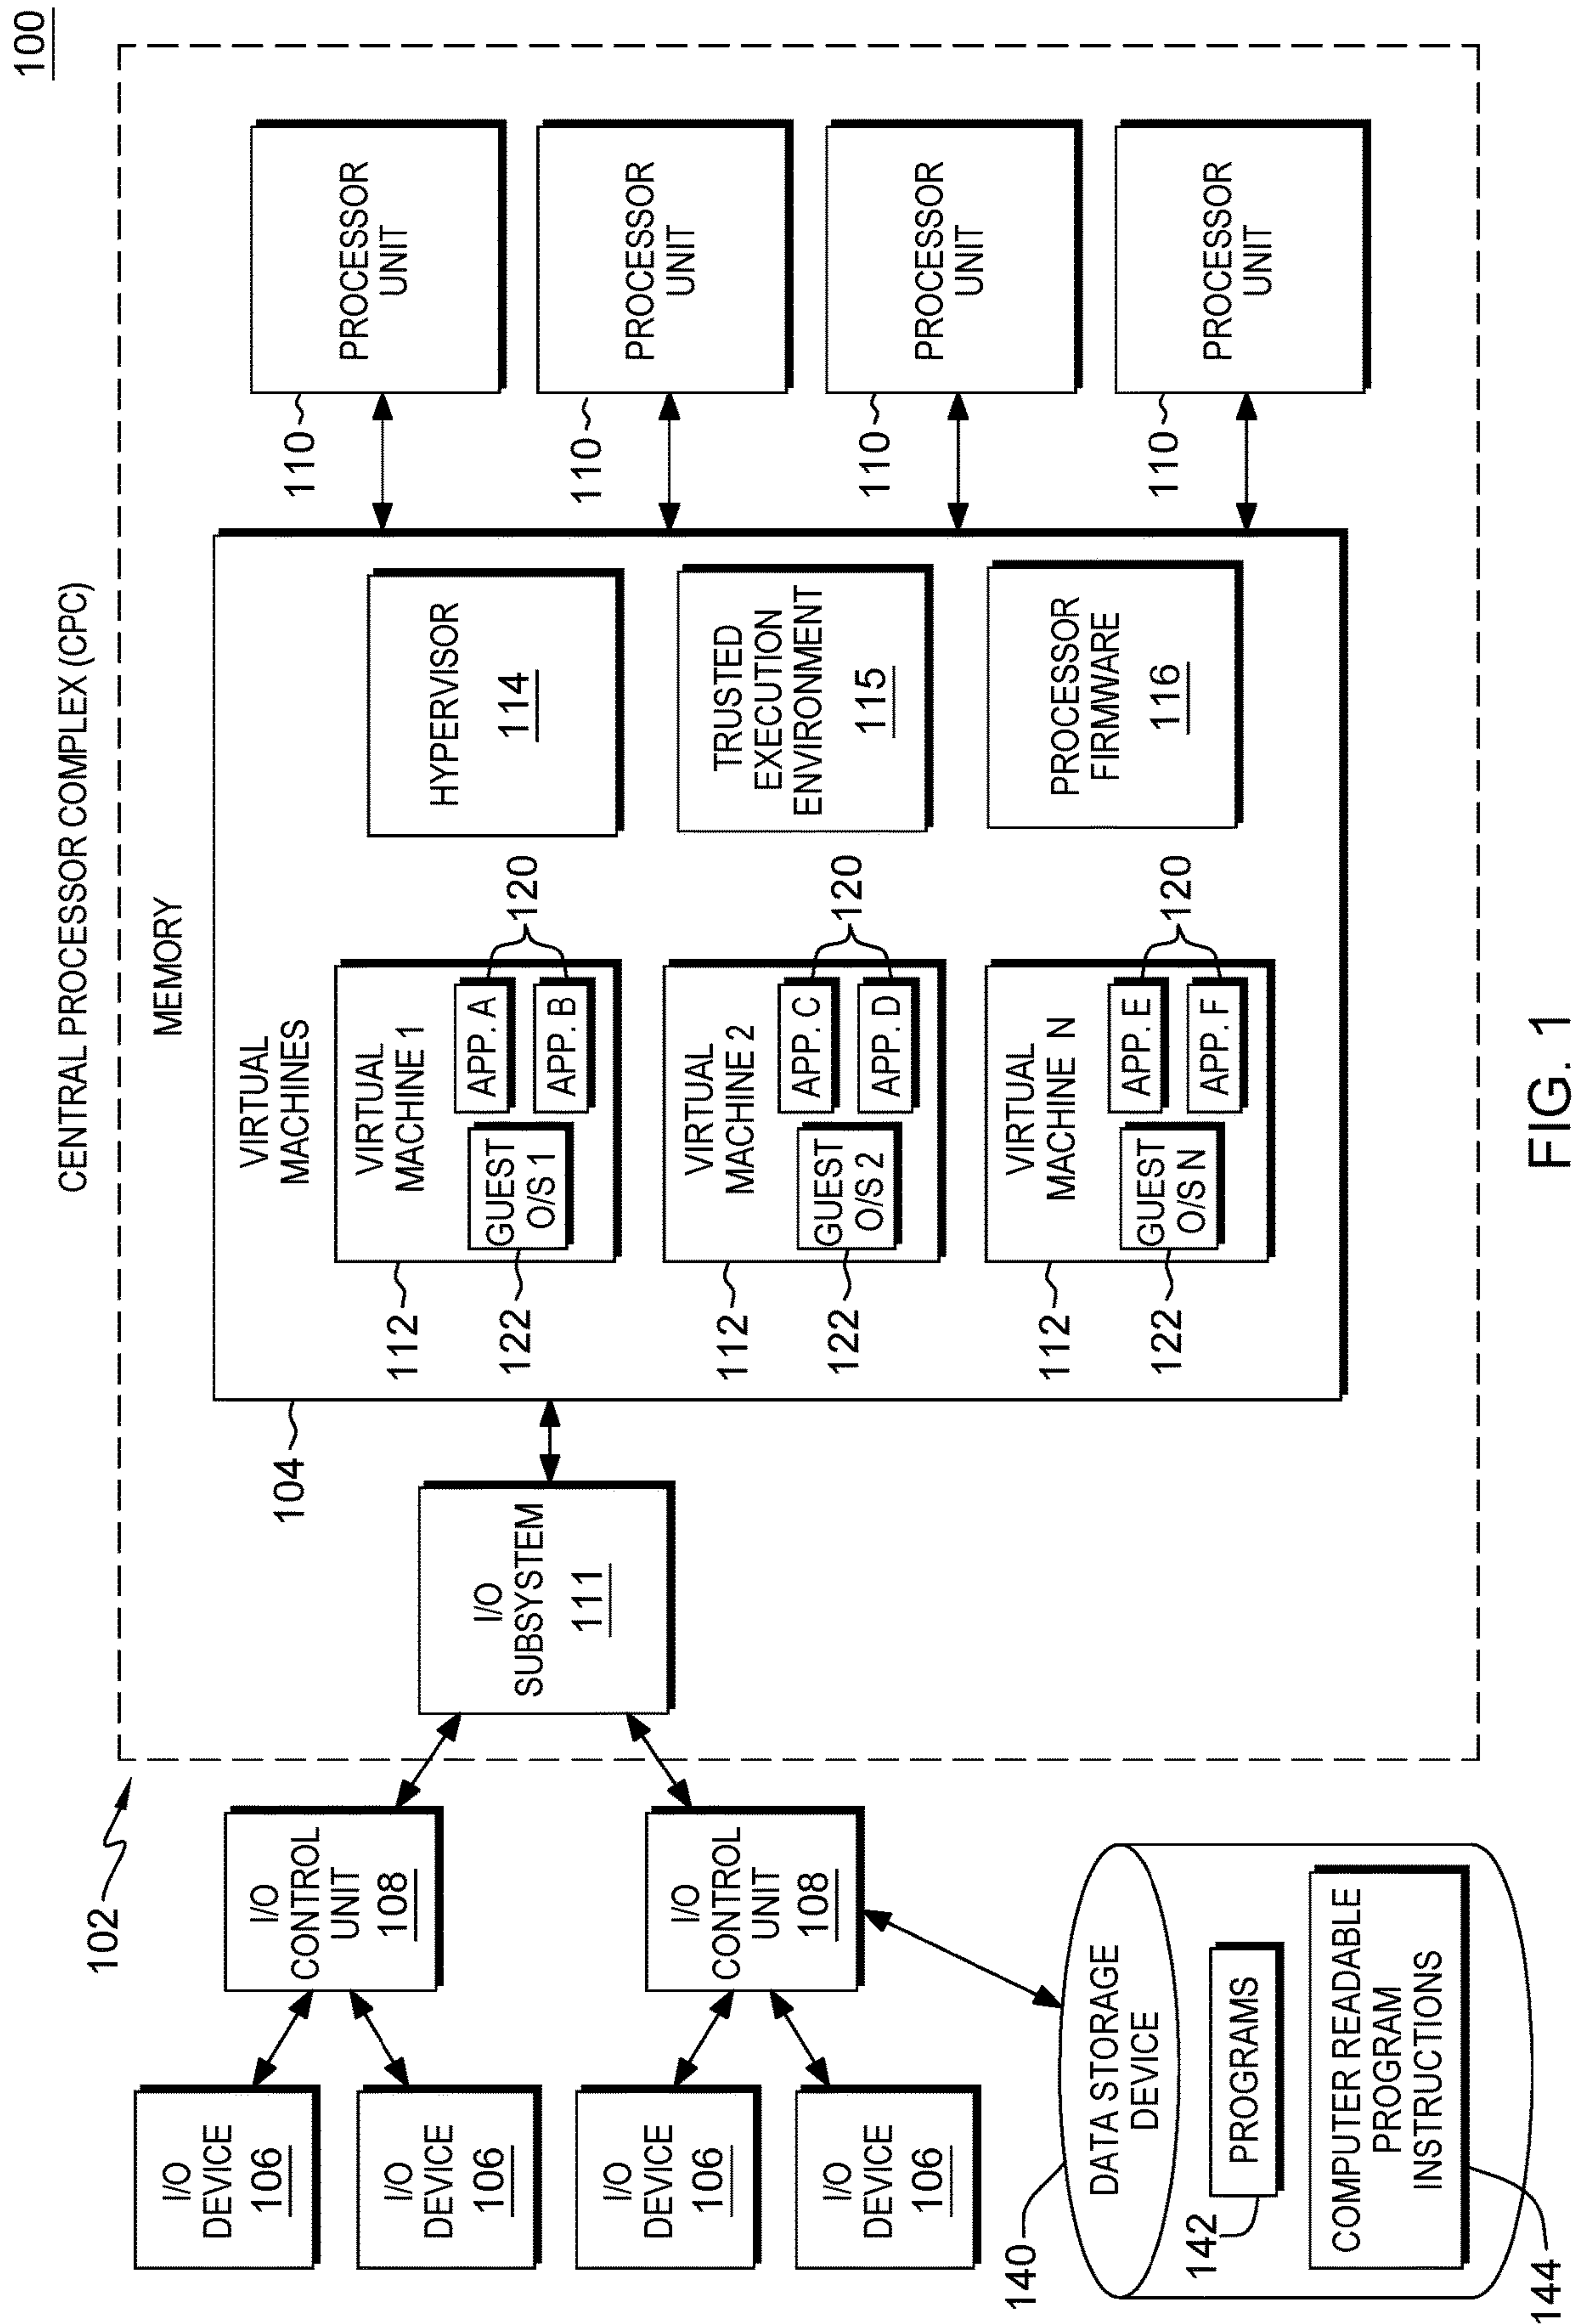 100
CENTRAL PROCESSOR COMPLEX (CPC)
102
MEMORY
104
VIRTUAL
MACHINES
VIRTUAL
MACHINE 1
112
GUEST
O/S 1
122
APP. A
APP. B
120
VIRTUAL
MACHINE 2
112
GUEST
O/S 2
122
APP. C
APP. D
120
VIRTUAL
MACHINE N
112
GUEST
O/S N
122
APP. E
APP. F
120
HYPERVISOR
114
TRUSTED
EXECUTION
ENVIRONMENT
115
PROCESSOR
FIRMWARE
116
PROCESSOR
UNIT
110
PROCESSOR
UNIT
110
PROCESSOR
UNIT
110
PROCESSOR
UNIT
110
I/O
SUBSYSTEM
111
I/O
CONTROL
UNIT
108
I/O
CONTROL
UNIT
108
I/O
DEVICE
106
I/O
DEVICE
106
I/O
DEVICE
106
I/O
DEVICE
106
140
DATA STORAGE
DEVICE
142
PROGRAMS
COMPUTER READABLE
PROGRAM
INSTRUCTIONS
144
FIG. 1